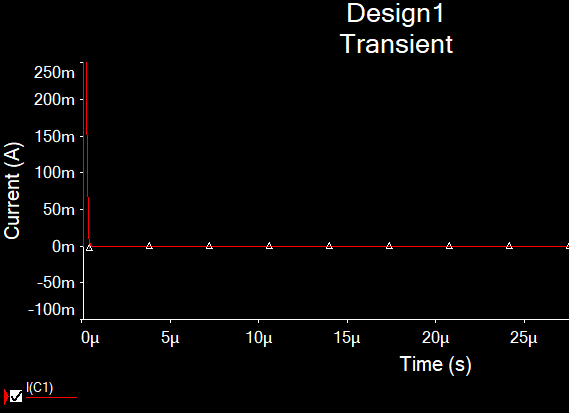 Design1
Transient
Current (A)
250m
200m
150m
100m
50m
0m
-50m
-100m
0µ 5µ 10µ 15µ 20µ 25µ
Time (s)
I(C1)